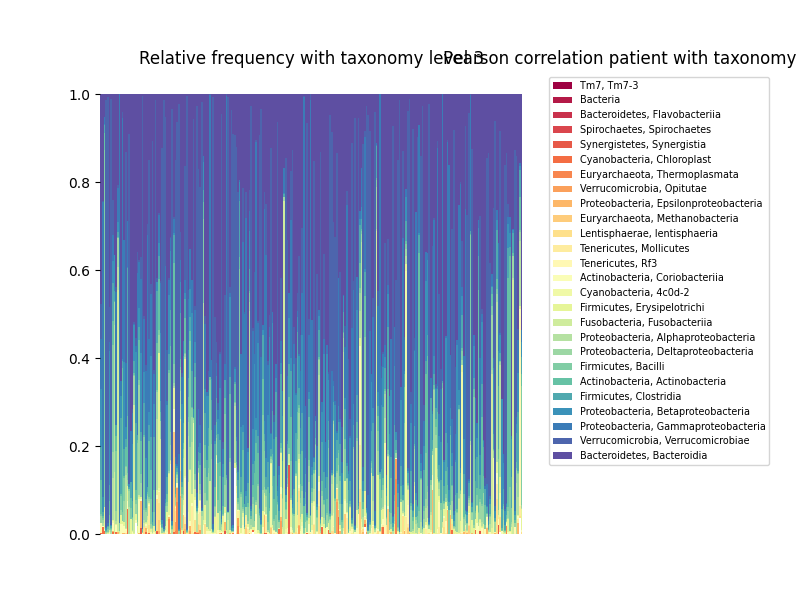 Relative frequency with taxonomy level 3
Pearson correlation patient with taxonomy
1.0
0.8
0.6
0.4
0.2
0.0
Tm7, Tm7-3
Bacteria
Bacteroidetes, Flavobacteriia
Spirochaetes, Spirochaetes
Synergistetes, Synergistia
Cyanobacteria, Chloroplast
Euryarchaeota, Thermoplasmata
Verrucomicrobia, Opitutae
Proteobacteria, Epsilonproteobacteria
Euryarchaeota, Methanobacteria
Lentisphaerae, lentisphaeria
Tenericutes, Mollicutes
Tenericutes, Rf3
Actinobacteria, Coriobacteriia
Cyanobacteria, 4c0d-2
Firmicutes, Erysipelotrichi
Fusobacteria, Fusobacteriia
Proteobacteria, Alphaproteobacteria
Proteobacteria, Deltaproteobacteria
Firmicutes, Bacilli
Actinobacteria, Actinobacteria
Firmicutes, Clostridia
Proteobacteria, Betaproteobacteria
Proteobacteria, Gammaproteobacteria
Verrucomicrobia, Verrucomicrobiae
Bacteroidetes, Bacteroidia